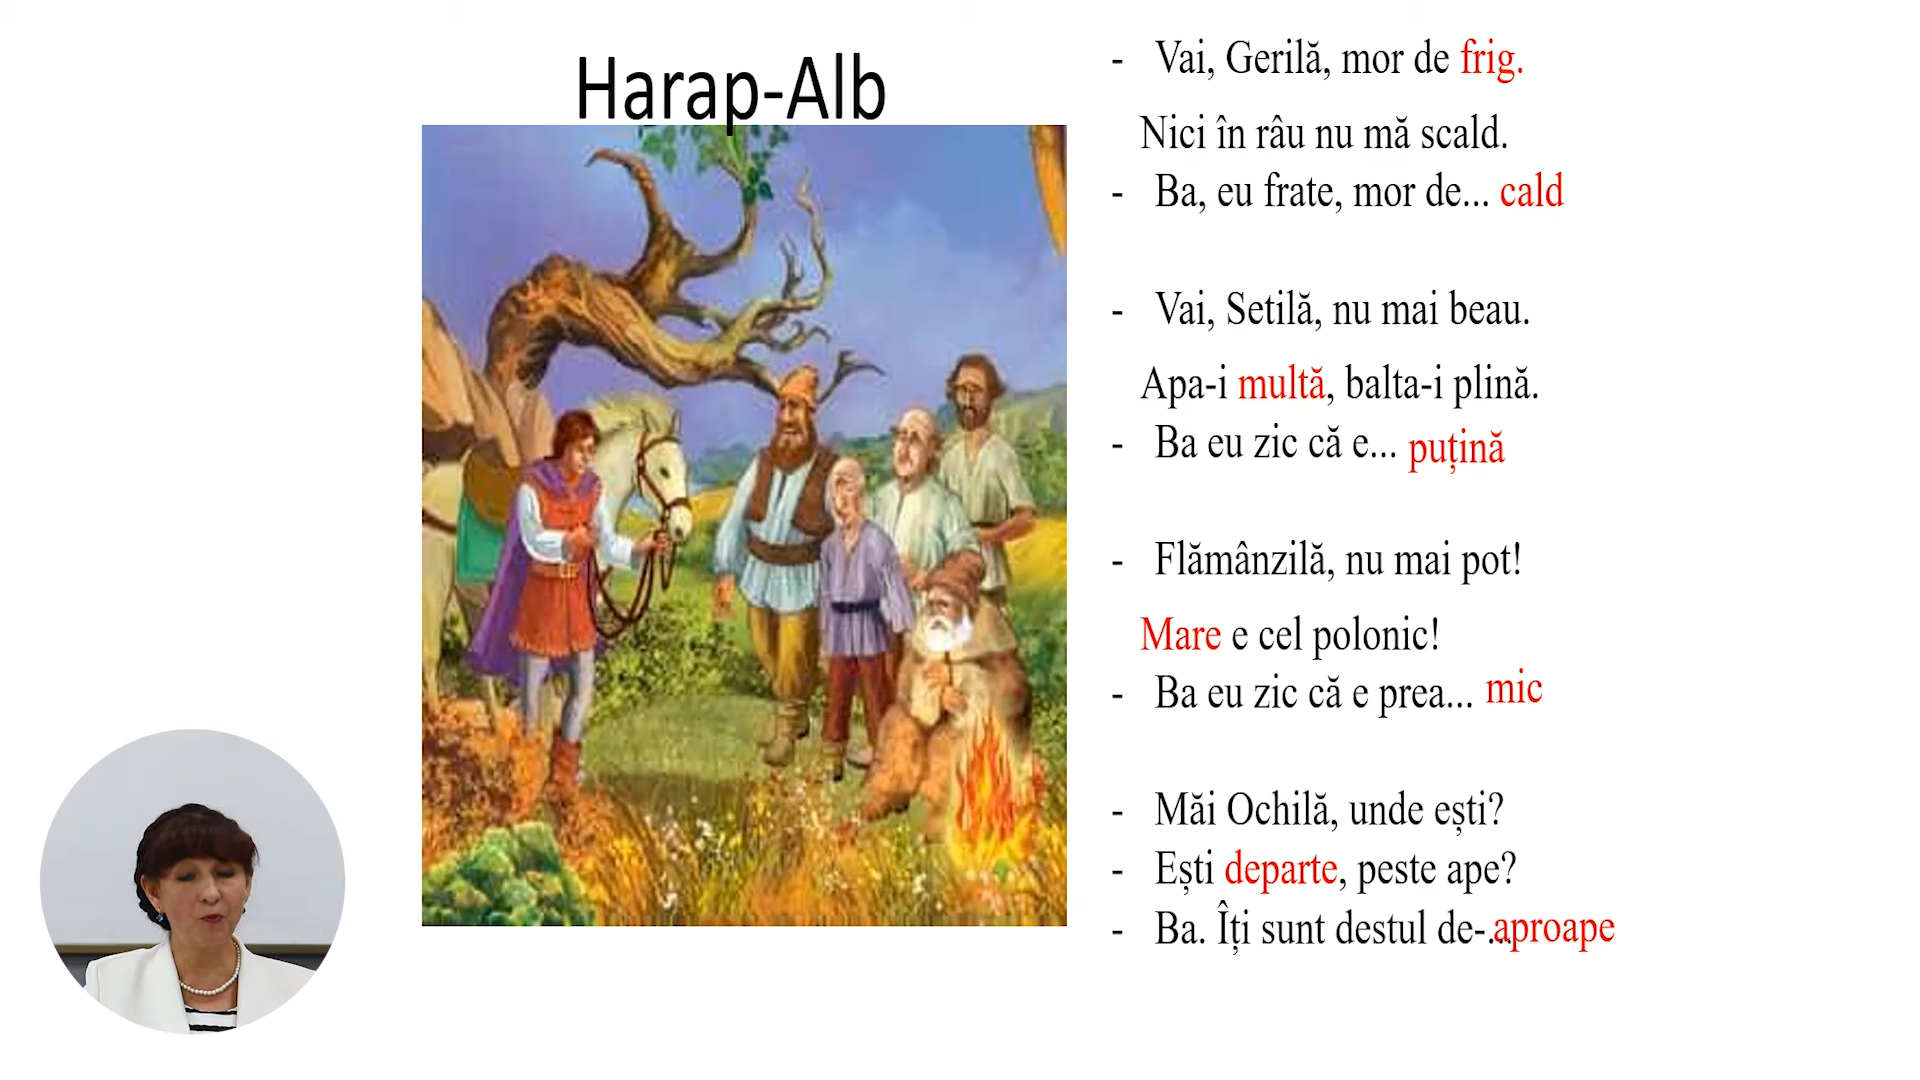 Harap-Alb
- Vai, Gerilă, mor de frig.
Nici în râu nu mă scald.
- Ba, eu frate, mor de... cald
- Vai, Setilă, nu mai beau.
Apa-i multă, balta-i plină.
- Ba eu zic că e... puțină
- Flămânzilă, nu mai pot!
Mare e cel polonic!
- Ba eu zic că e prea... mic
- Măi Ochilă, unde ești?
- Ești departe, peste ape?
- Ba. Îți sunt destul de-...aproape